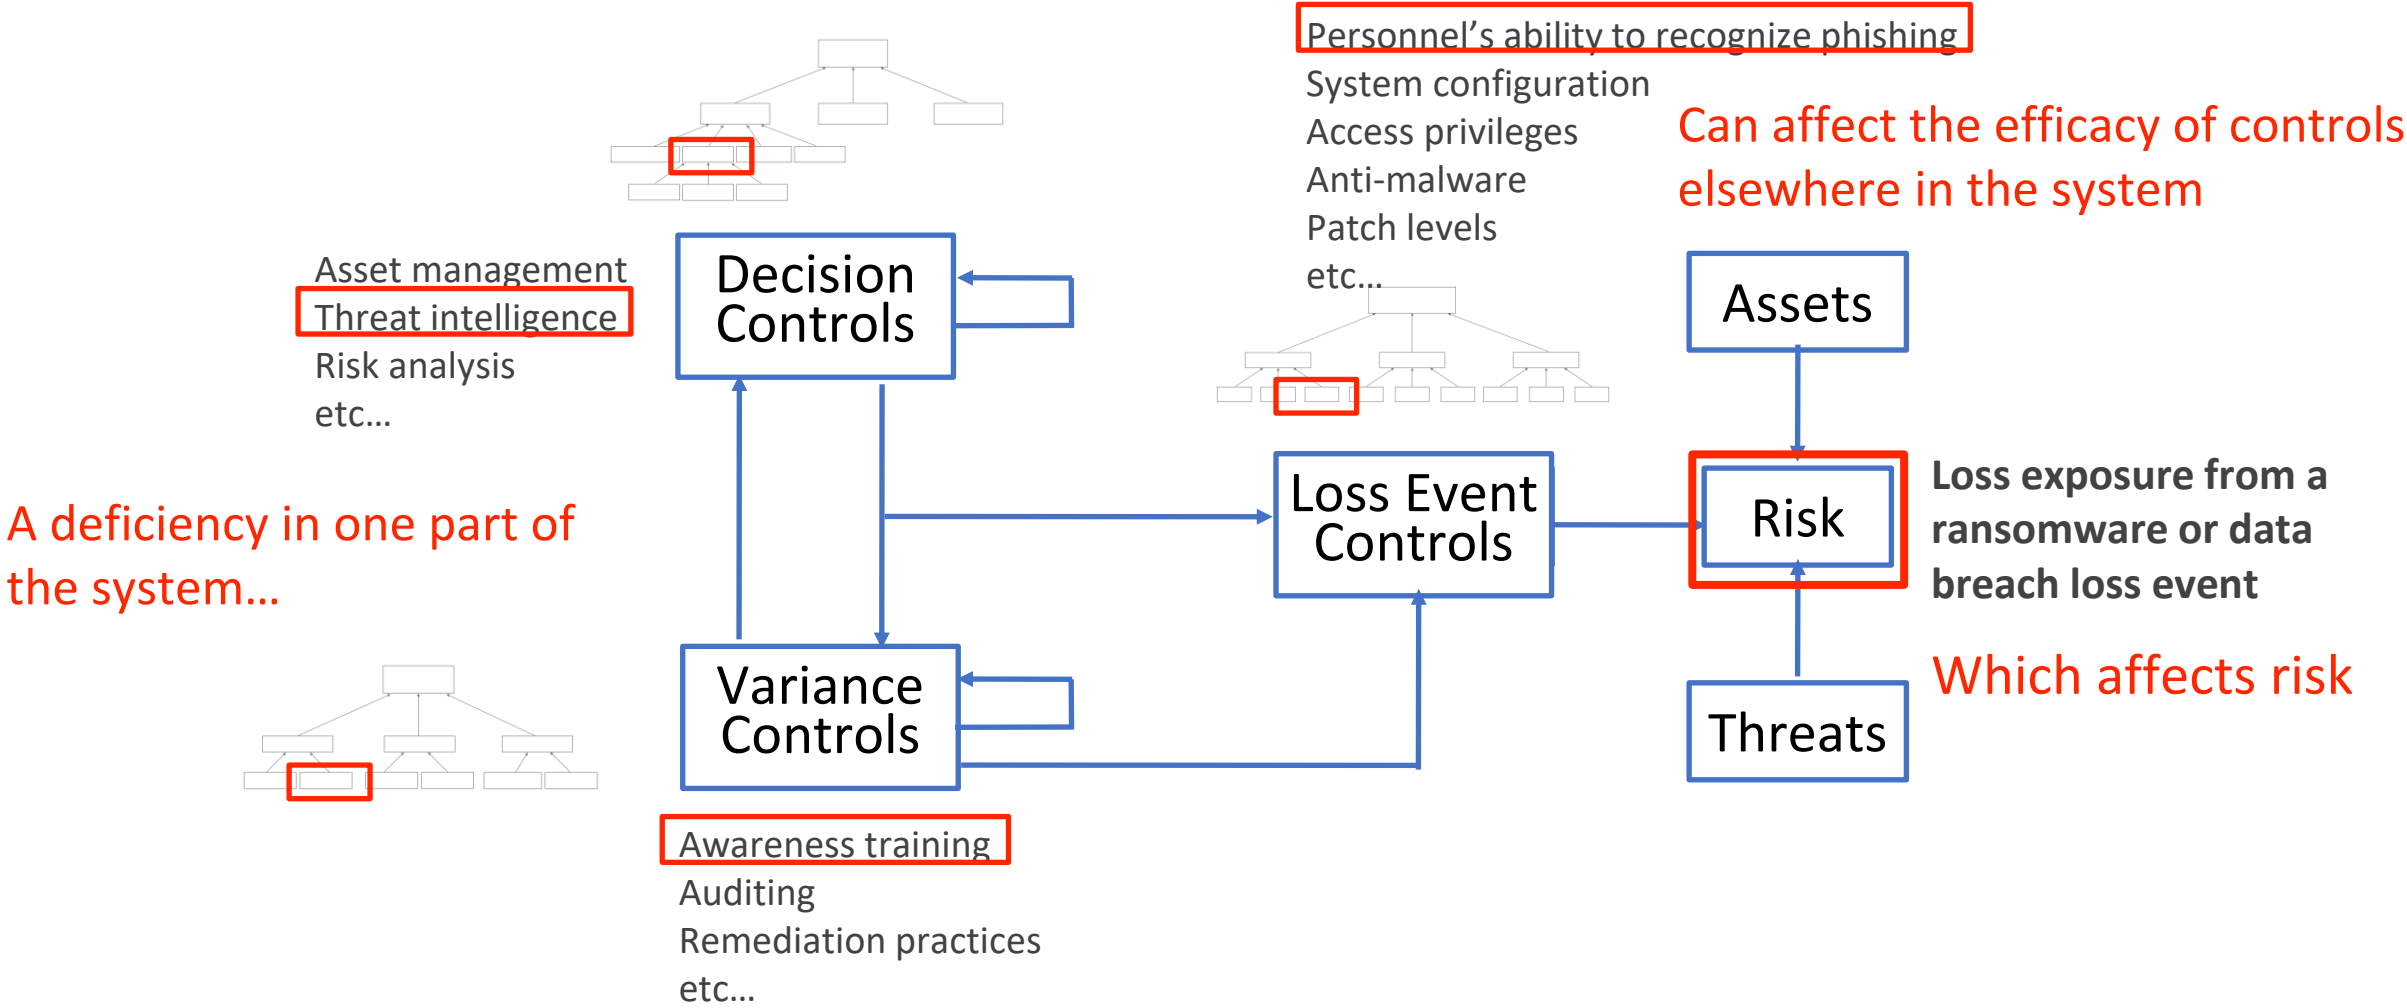 Personnel’s ability to recognize phishing
System configuration
Access privileges
Anti-malware
Patch levels
etc…
Can affect the efficacy of controls
elsewhere in the system
Asset management
Threat intelligence
Risk analysis
etc…
Decision
Controls
Assets
A deficiency in one part of
the system…
Loss Event
Controls
Risk
Loss exposure from a
ransomware or data
breach loss event
Which affects risk
Variance
Controls
Threats
Awareness training
Auditing
Remediation practices
etc…